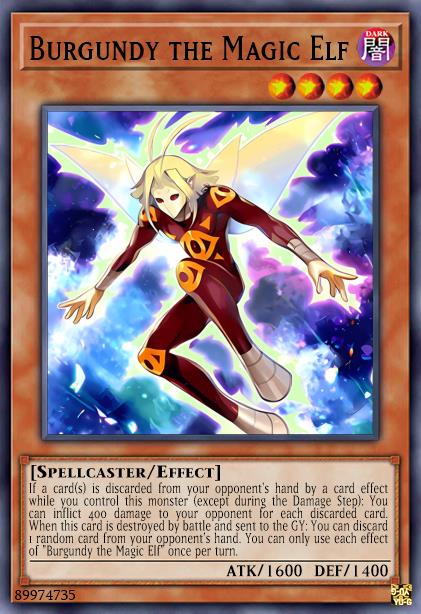 Burgundy the Magic Elf
DARK
闇
[Spellcaster/Effect]
If a card(s) is discarded from your opponent's hand by a card effect
while you control this monster (except during the Damage Step): You
can inflict 400 damage to your opponent for each discarded card.
When this card is destroyed by battle and sent to the GY: You can discard
1 random card from your opponent's hand. You can only use each effect
of "Burgundy the Magic Elf" once per turn.
ATK/1600 DEF/1400
89974735